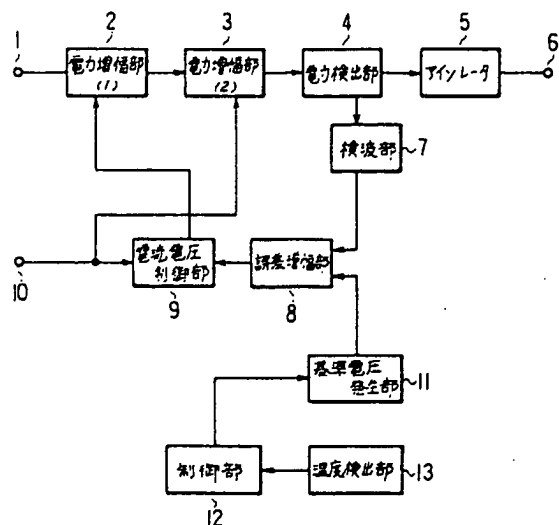 2 3 4 5
1 6
電力増幅部
(1)
電力増幅部
(2)
電力検出部
アイソレータ
検波部
7
電流電圧
制御部
誤差増幅部
10 9 8
基準電圧
発生部
11
制御部
温度検出部
13
12